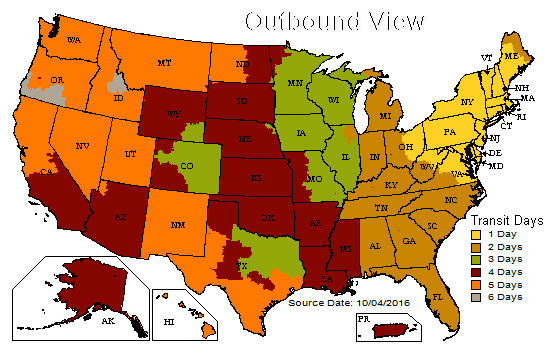 Outbound View
WA
MT
ND
ME
VT
OR
MN
ID
NH
WI
SD
NY
MA
MI
WY
RI
CT
IA
PA
NE
NJ
NV
OH
IL
IN
DE
UT
MD
CO
WV
VA
CA
KS
MO
KY
NC
TN
OK
AZ
NM
AR
SC
Transit Days
1 Day
2 Days
3 Days
4 Days
5 Days
6 Days
MS
AL
GA
TX
LA
FL
Source Date: 10/04/2016
AK
HI
PR